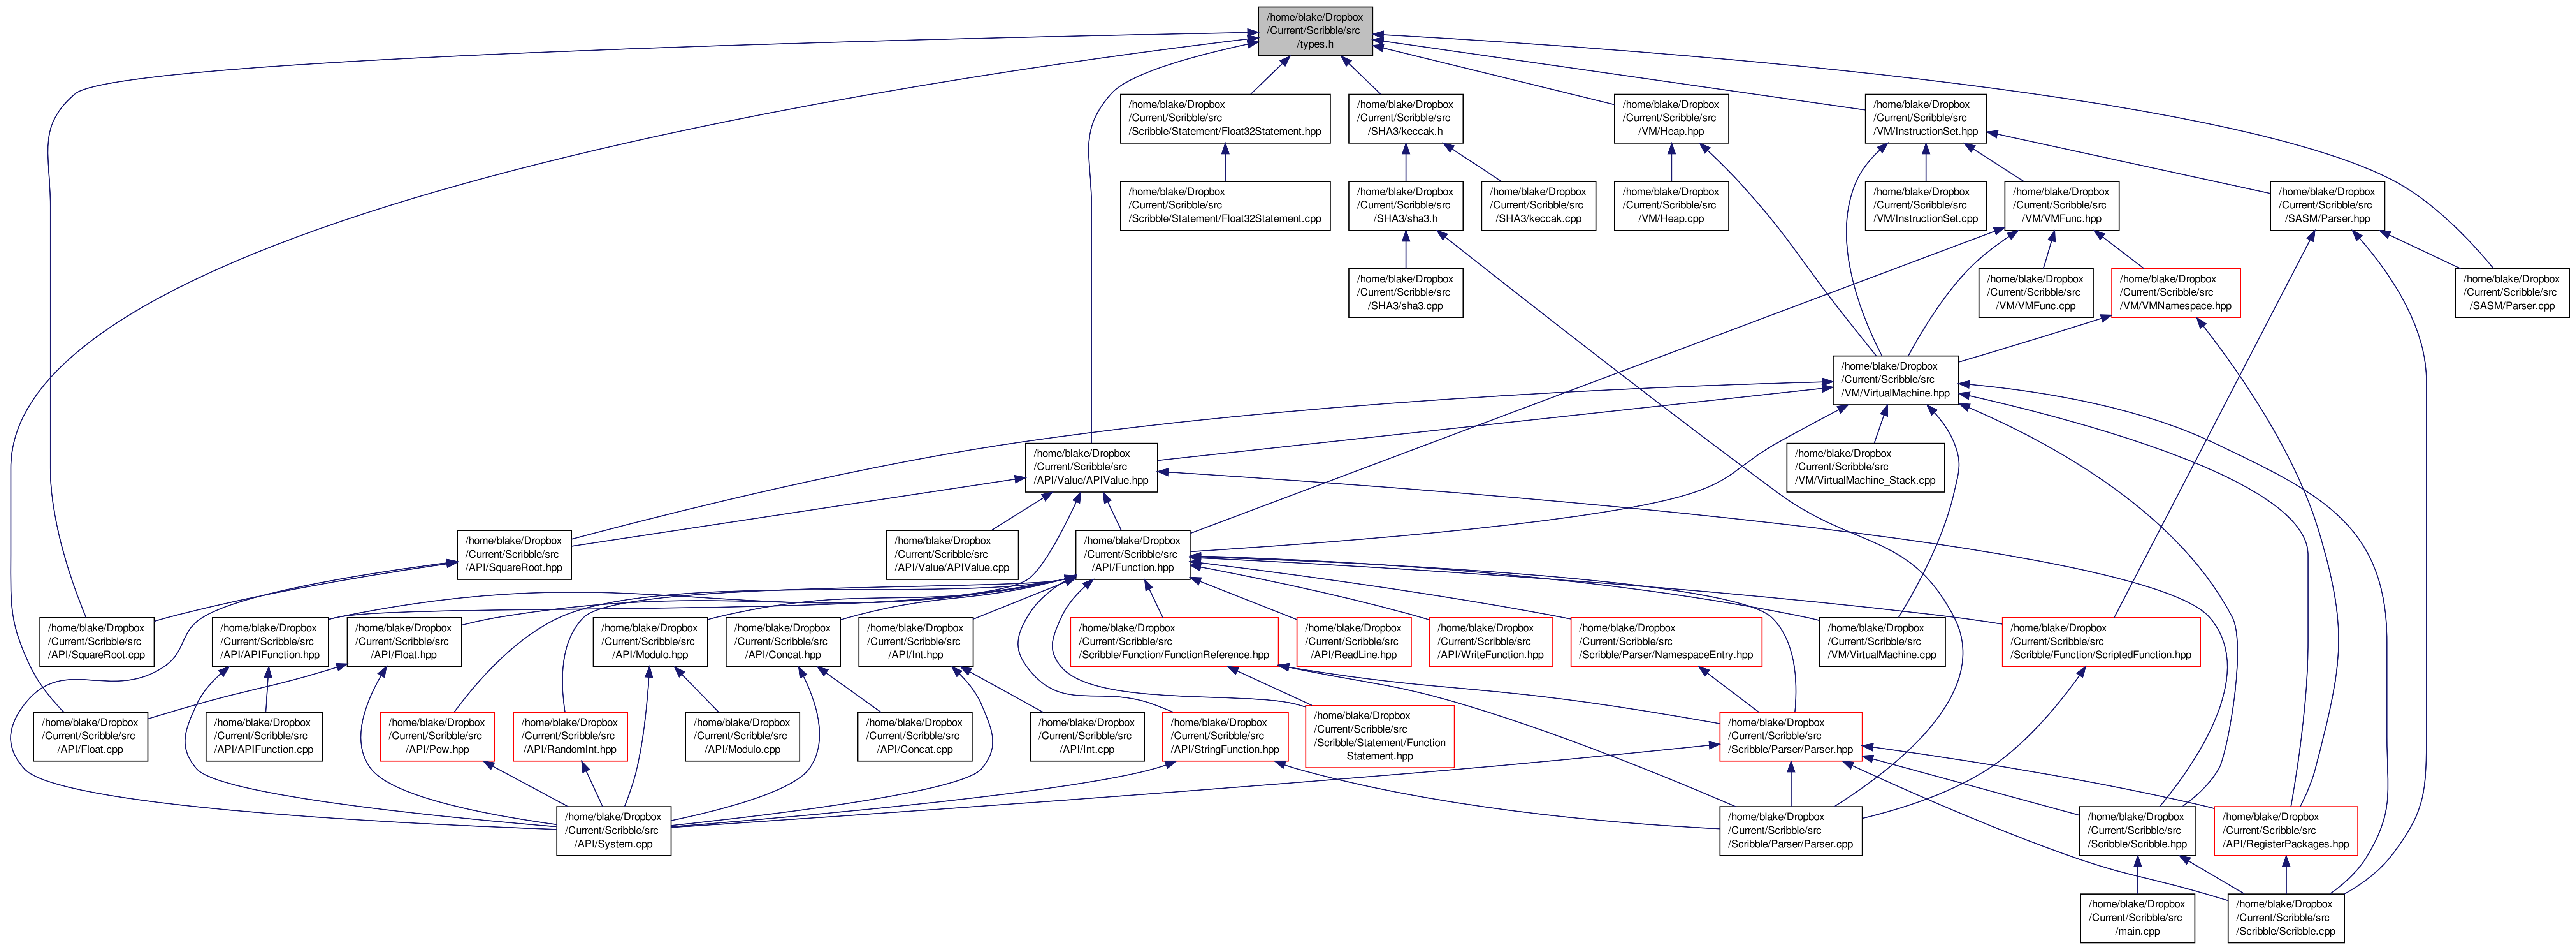 /home/blake/Dropbox
/Current/Scribble/src
/types.h
/home/blake/Dropbox
/Current/Scribble/src
/Scribble/Statement/Float32Statement.hpp
/home/blake/Dropbox
/Current/Scribble/src
/SHA3/keccak.h
/home/blake/Dropbox
/Current/Scribble/src
/VM/Heap.hpp
/home/blake/Dropbox
/Current/Scribble/src
/VM/InstructionSet.hpp
/home/blake/Dropbox
/Current/Scribble/src
/Scribble/Statement/Float32Statement.cpp
/home/blake/Dropbox
/Current/Scribble/src
/SHA3/sha3.h
/home/blake/Dropbox
/Current/Scribble/src
/SHA3/keccak.cpp
/home/blake/Dropbox
/Current/Scribble/src
/VM/Heap.cpp
/home/blake/Dropbox
/Current/Scribble/src
/VM/InstructionSet.cpp
/home/blake/Dropbox
/Current/Scribble/src
/VM/VMFunc.hpp
/home/blake/Dropbox
/Current/Scribble/src
/SASM/Parser.hpp
/home/blake/Dropbox
/Current/Scribble/src
/SHA3/sha3.cpp
/home/blake/Dropbox
/Current/Scribble/src
/VM/VMFunc.cpp
/home/blake/Dropbox
/Current/Scribble/src
/VM/VMNamespace.hpp
/home/blake/Dropbox
/Current/Scribble/src
/SASM/Parser.cpp
/home/blake/Dropbox
/Current/Scribble/src
/VM/VirtualMachine.hpp
/home/blake/Dropbox
/Current/Scribble/src
/API/Value/APIValue.hpp
/home/blake/Dropbox
/Current/Scribble/src
/VM/VirtualMachine_Stack.cpp
/home/blake/Dropbox
/Current/Scribble/src
/API/SquareRoot.hpp
/home/blake/Dropbox
/Current/Scribble/src
/API/Value/APIValue.cpp
/home/blake/Dropbox
/Current/Scribble/src
/API/Function.hpp
/home/blake/Dropbox
/Current/Scribble/src
/API/SquareRoot.cpp
/home/blake/Dropbox
/Current/Scribble/src
/API/APIFunction.hpp
/home/blake/Dropbox
/Current/Scribble/src
/API/Float.hpp
/home/blake/Dropbox
/Current/Scribble/src
/API/Modulo.hpp
/home/blake/Dropbox
/Current/Scribble/src
/API/Concat.hpp
/home/blake/Dropbox
/Current/Scribble/src
/API/Int.hpp
/home/blake/Dropbox
/Current/Scribble/src
/Scribble/Function/FunctionReference.hpp
/home/blake/Dropbox
/Current/Scribble/src
/API/ReadLine.hpp
/home/blake/Dropbox
/Current/Scribble/src
/API/WriteFunction.hpp
/home/blake/Dropbox
/Current/Scribble/src
/Scribble/Parser/NamespaceEntry.hpp
/home/blake/Dropbox
/Current/Scribble/src
/VM/VirtualMachine.cpp
/home/blake/Dropbox
/Current/Scribble/src
/Scribble/Function/ScriptedFunction.hpp
/home/blake/Dropbox
/Current/Scribble/src
/API/Float.cpp
/home/blake/Dropbox
/Current/Scribble/src
/API/APIFunction.cpp
/home/blake/Dropbox
/Current/Scribble/src
/API/Pow.hpp
/home/blake/Dropbox
/Current/Scribble/src
/API/RandomInt.hpp
/home/blake/Dropbox
/Current/Scribble/src
/API/Modulo.cpp
/home/blake/Dropbox
/Current/Scribble/src
/API/Concat.cpp
/home/blake/Dropbox
/Current/Scribble/src
/API/Int.cpp
/home/blake/Dropbox
/Current/Scribble/src
/API/StringFunction.hpp
/home/blake/Dropbox
/Current/Scribble/src
/Scribble/Statement/Function
Statement.hpp
/home/blake/Dropbox
/Current/Scribble/src
/Scribble/Parser/Parser.hpp
/home/blake/Dropbox
/Current/Scribble/src
/API/System.cpp
/home/blake/Dropbox
/Current/Scribble/src
/Scribble/Parser/Parser.cpp
/home/blake/Dropbox
/Current/Scribble/src
/Scribble/Scribble.hpp
/home/blake/Dropbox
/Current/Scribble/src
/API/RegisterPackages.hpp
/home/blake/Dropbox
/Current/Scribble/src
/main.cpp
/home/blake/Dropbox
/Current/Scribble/src
/Scribble/Scribble.cpp